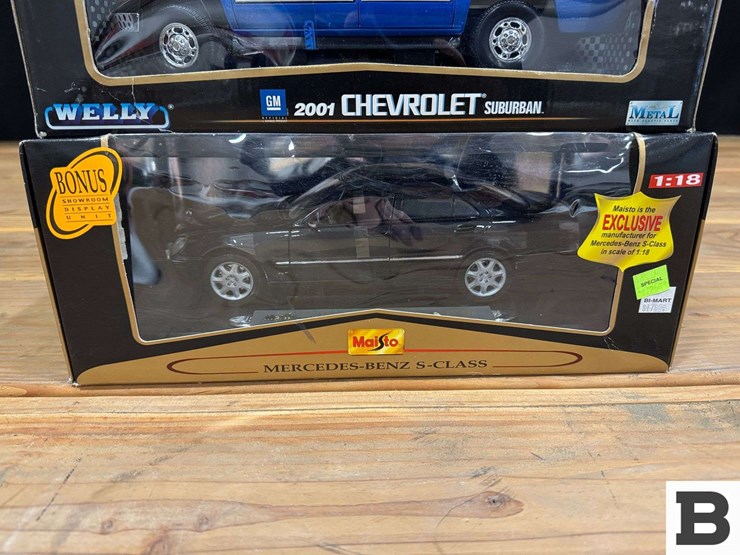 WELLY
GM
OFFICIAL
2001 CHEVROLET SUBURBAN
METAL
BONUS
SHOWROOM
DISPLAY
UNIT
1:18
Maisto is the
EXCLUSIVE
manufacturer for
Mercedes-Benz S-Class
in scale of 1:18
SPECIAL
BI-MART
Maisto
MERCEDES-BENZ S-CLASS
B